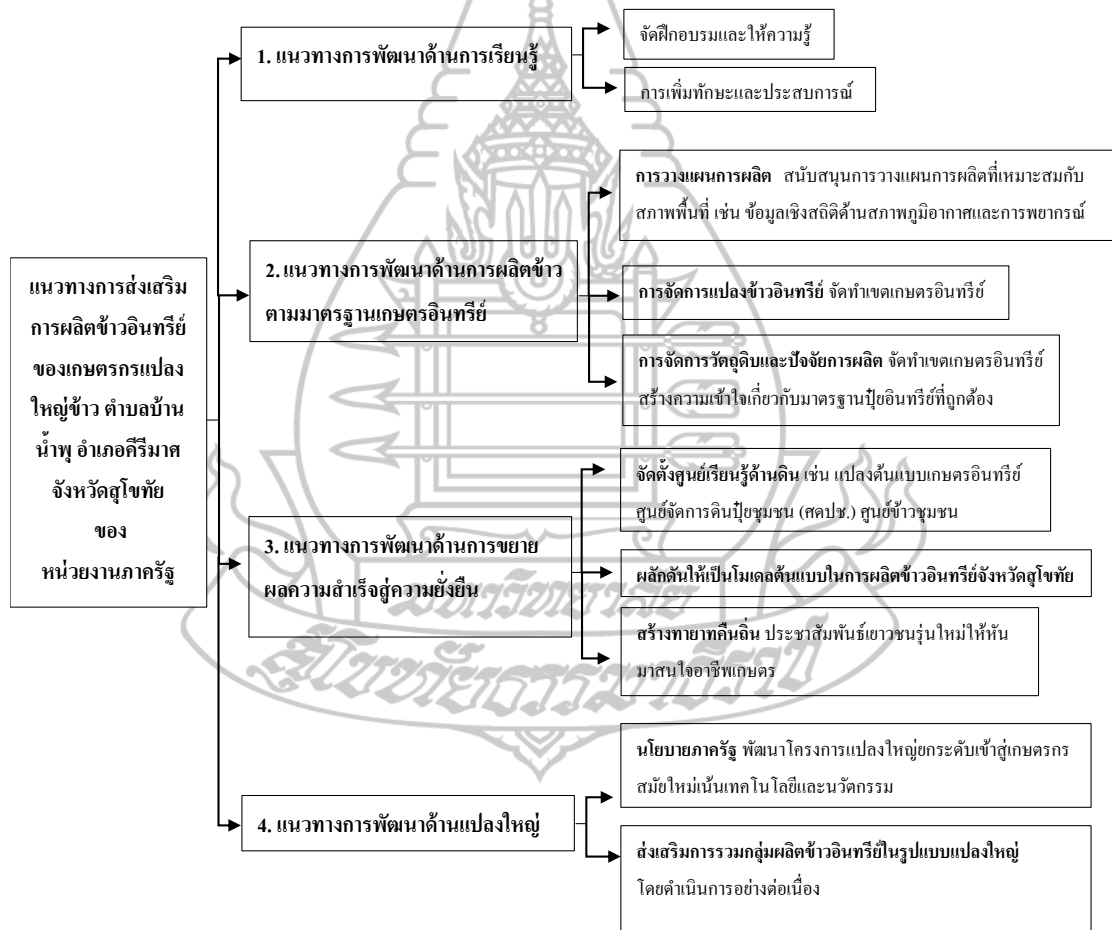 แนวทางการส่งเสริม
การผลิตข้าวอินทรีย์
ของเกษตรกรแปลง
ใหญ่ข้าว ตำบลบ้าน
น้ำพุ อำเภอคีรีมาศ
จังหวัดสุโขทัย
ของ
หน่วยงานภาครัฐ
1. แนวทางการพัฒนาด้านการเรียนรู้
จัดฝึกอบรมและให้ความรู้
การเพิ่มทักษะและประสบการณ์
2. แนวทางการพัฒนาด้านการผลิตข้าว
ตามมาตรฐานเกษตรอินทรีย์
การวางแผนการผลิต สนับสนุนการวางแผนการผลิตที่เหมาะสมกับ
สภาพพื้นที่ เช่น ข้อมูลเชิงสถิติด้านสภาพภูมิอากาศและการพยากรณ์
การจัดการแปลงข้าวอินทรีย์ จัดทำเขตเกษตรอินทรีย์
การจัดการวัตถุดิบและปัจจัยการผลิต จัดทำเขตเกษตรอินทรีย์
สร้างความเข้าใจเกี่ยวกับมาตรฐานปุ๋ยอินทรีย์ที่ถูกต้อง
3. แนวทางการพัฒนาด้านการขยาย
ผลความสำเร็จสู่ความยั่งยืน
จัดตั้งศูนย์เรียนรู้ด้านดิน เช่น แปลงต้นแบบเกษตรอินทรีย์
ศูนย์จัดการดินปุ๋ยชุมชน (ศดปช.) ศูนย์ข้าวชุมชน
ผลักดันให้เป็นโมเดลต้นแบบในการผลิตข้าวอินทรีย์จังหวัดสุโขทัย
สร้างทายาทคืนถิ่น ประชาสัมพันธ์เยาวชนรุ่นใหม่ให้หัน
มาสนใจอาชีพเกษตร
4. แนวทางการพัฒนาด้านแปลงใหญ่
นโยบายภาครัฐ พัฒนาโครงการแปลงใหญ่ยกระดับเข้าสู่เกษตรกร
สมัยใหม่เน้นเทคโนโลยีและนวัตกรรม
ส่งเสริมการรวมกลุ่มผลิตข้าวอินทรีย์ในรูปแบบแปลงใหญ่
โดยดำเนินการอย่างต่อเนื่อง
มหาวิทยาลัย
สุโขทัยธรรมาธิราช